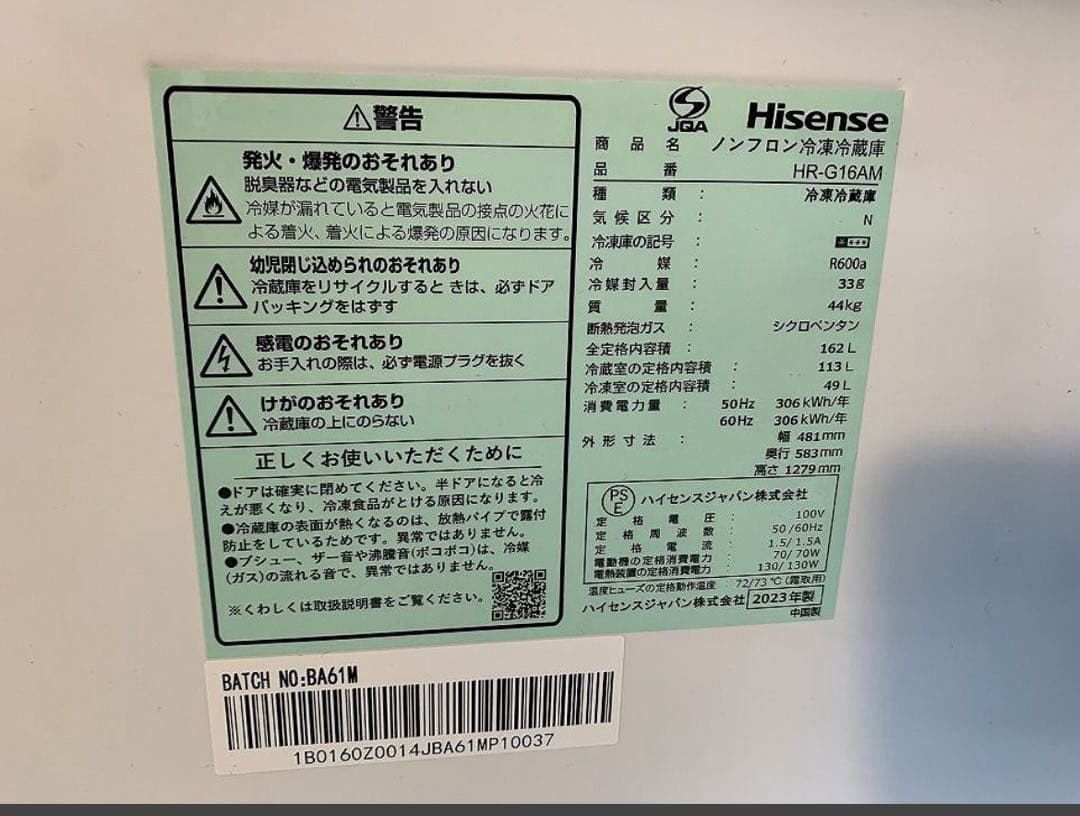 警告
発火・爆発のおそれあり
脱臭器などの電気製品を入れない
冷媒が漏れていると電気製品の接点の火花に
よる着火、着火による爆発の原因になります。
幼児閉じ込められのおそれあり
冷蔵庫をリサイクルすると きは、必ずドア
パッキングをはずす
感電のおそれあり
お手入れの際は、必ず電源プラグを抜く
けがのおそれあり
冷蔵庫の上にのらない
正しくお使いいただくために
●ドアは確実に閉めてください。半ドアになると冷
えが悪くなり、冷凍食品がとける原因になります。
●冷蔵庫の表面が熱くなるのは、放熱パイプで露付
防止をしているためです。異常ではありません。
●プシュー、ザー音や沸騰音(ポコポコ)は、冷媒
(ガス)の流れる音で、異常ではありません。
※くわしくは取扱説明書をご覧ください。
JQA Hisense
商品名 ノンフロン冷凍冷蔵庫
品番 HR-G16AM
種類： 冷凍冷蔵庫
気候区分： N
冷凍庫の記号：
冷媒： R600a
冷媒封入量： 33g
質量： 44kg
断熱発泡ガス： シクロペンタン
全定格内容積： 162L
冷蔵室の定格内容積： 113L
冷凍室の定格内容積： 49L
消費電力量： 50Hz 306kWh/年
60Hz 306kWh/年
外形寸法： 幅 481mm
奥行 583mm
高さ 1279mm
PSE ハイセンスジャパン株式会社
定格電圧： 100V
定格周波数： 50/60Hz
定格電流： 1.5/1.5A
電動機の定格消費電力： 70/70W
電熱装置の定格消費電力： 130/130W
温度ヒューズの定格動作温度： 72/73℃(霜取用)
ハイセンスジャパン株式会社 2023年製
中国製
BATCH NO:BA61M
1B0160Z0014JBA61MP10037